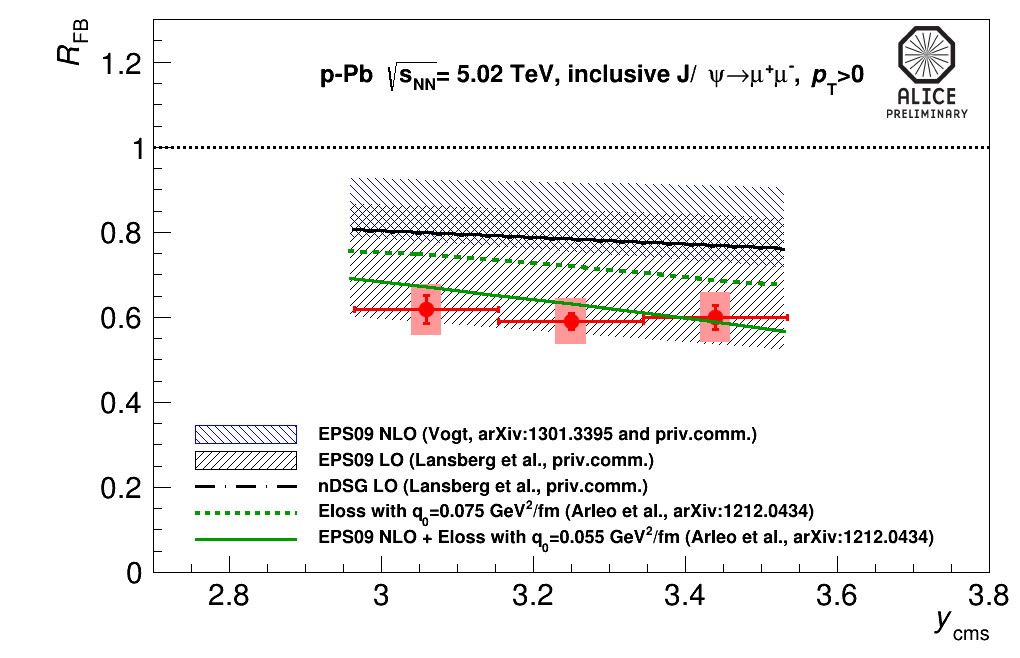 R_FB
1.2
1
0.8
0.6
0.4
0.2
0
p-Pb √s_NN = 5.02 TeV, inclusive J/ ψ→μ⁺μ⁻, p_T>0
ALICE
PRELIMINARY
EPS09 NLO (Vogt, arXiv:1301.3395 and priv.comm.)
EPS09 LO (Lansberg et al., priv.comm.)
nDSG LO (Lansberg et al., priv.comm.)
Eloss with q_0=0.075 GeV²/fm (Arleo et al., arXiv:1212.0434)
EPS09 NLO + Eloss with q_0=0.055 GeV²/fm (Arleo et al., arXiv:1212.0434)
2.8 3 3.2 3.4 3.6 3.8
y_cms